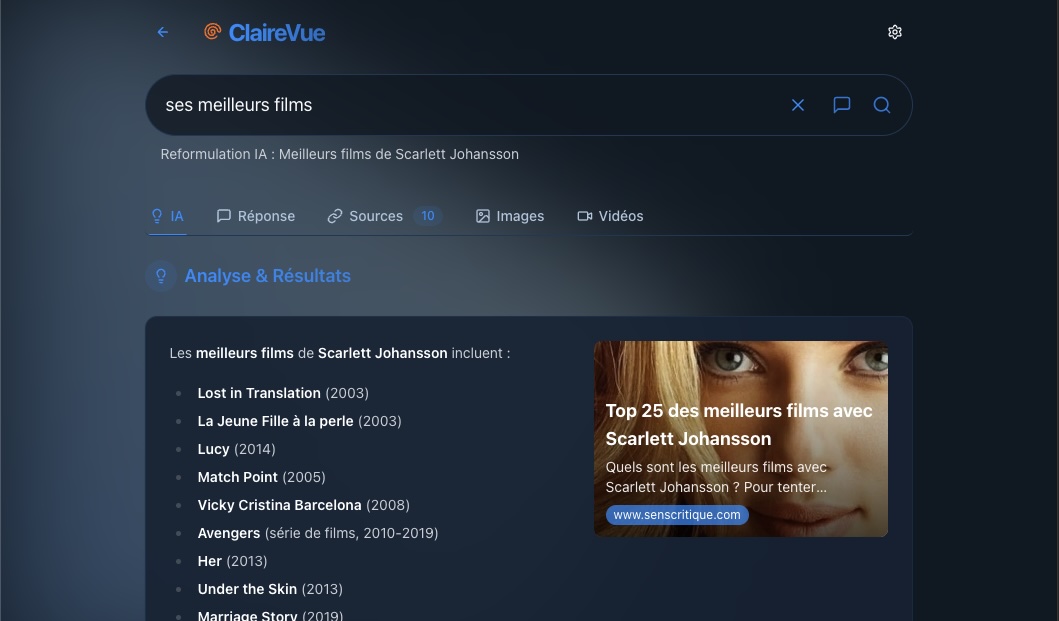 ClaireVue
ses meilleurs films
Reformulation IA : Meilleurs films de Scarlett Johansson
IA Réponse Sources 10 Images Vidéos
Analyse & Résultats
Les meilleurs films de Scarlett Johansson incluent :
Lost in Translation (2003)
La Jeune Fille à la perle (2003)
Lucy (2014)
Match Point (2005)
Vicky Cristina Barcelona (2008)
Avengers (série de films, 2010-2019)
Her (2013)
Under the Skin (2013)
Marriage Story (2019)
Top 25 des meilleurs films avec
Scarlett Johansson
Quels sont les meilleurs films avec
Scarlett Johansson ? Pour tenter...
www.senscritique.com